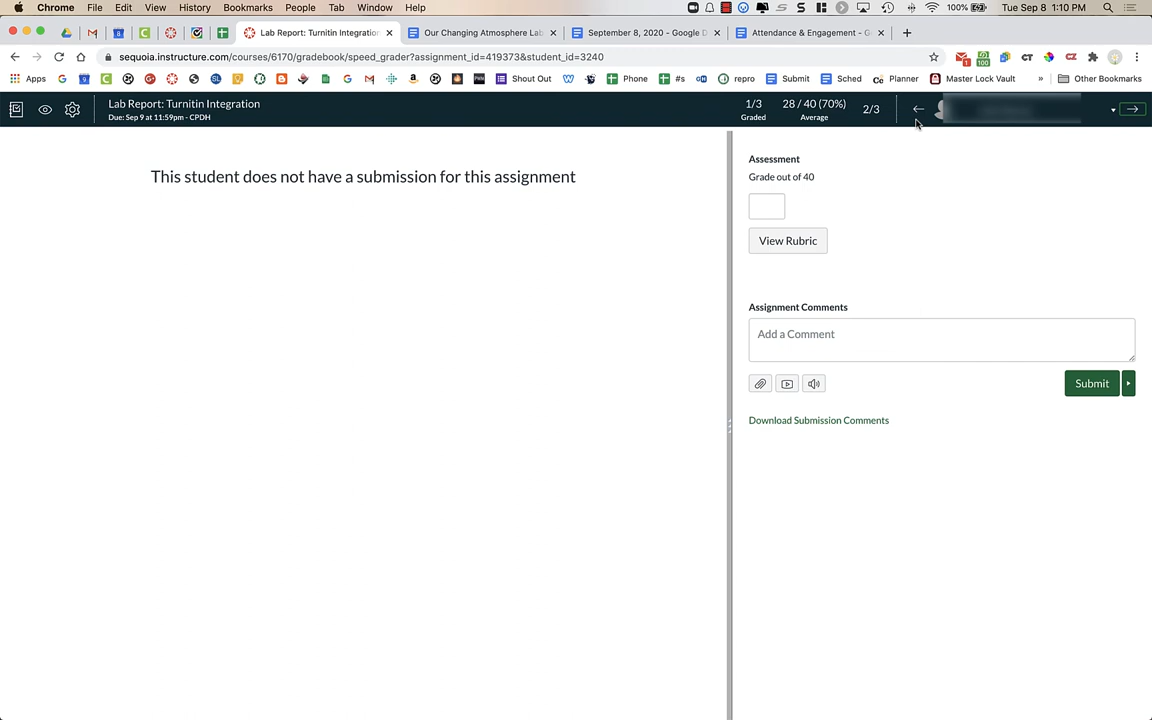 Chrome File Edit View History Bookmarks People Tab Window Help 100% Tue Sep 8 1:10 PM
Lab Report: Turnitin Integration Our Changing Atmosphere Lab September 8, 2020 - Google D Attendance & Engagement - G
sequoia.instructure.com/courses/6170/gradebook/speed_grader?assignment_id=419373&student_id=3240
Apps Shout Out Phone #s repro Submit Sched Planner Master Lock Vault » Other Bookmarks
Lab Report: Turnitin Integration
Due: Sep 9 at 11:59pm - CPDH
1/3
Graded
28 / 40 (70%)
Average
2/3
This student does not have a submission for this assignment
Assessment
Grade out of 40
View Rubric
Assignment Comments
Add a Comment
Submit
Download Submission Comments